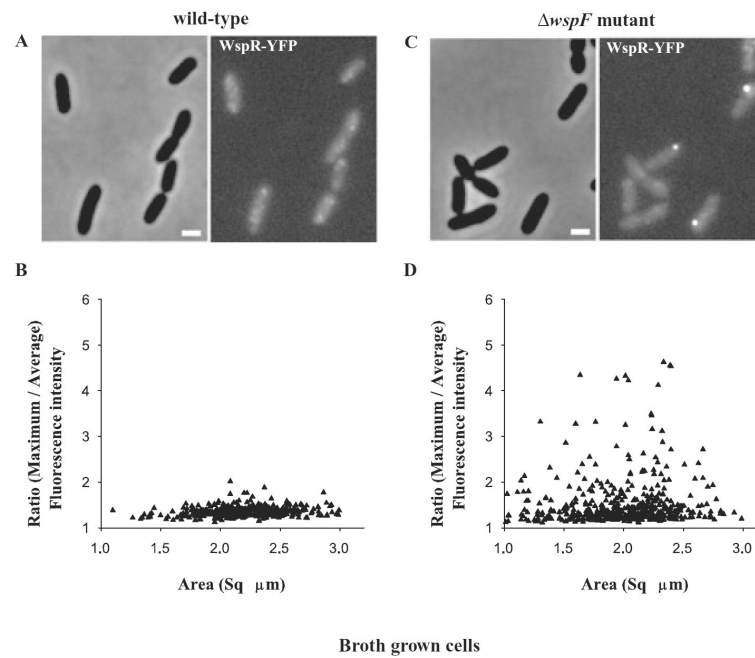 wild-type
ΔwspF mutant
A
WspR-YFP
C
WspR-YFP
B
D
Ratio (Maximum / Average)
Fluorescence intensity
6
5
4
3
2
1
1.0
1.5
2.0
2.5
3.0
Area (Sq μm)
Ratio (Maximum / Average)
Fluorescence intensity
6
5
4
3
2
1
1.0
1.5
2.0
2.5
3.0
Area (Sq μm)
Broth grown cells